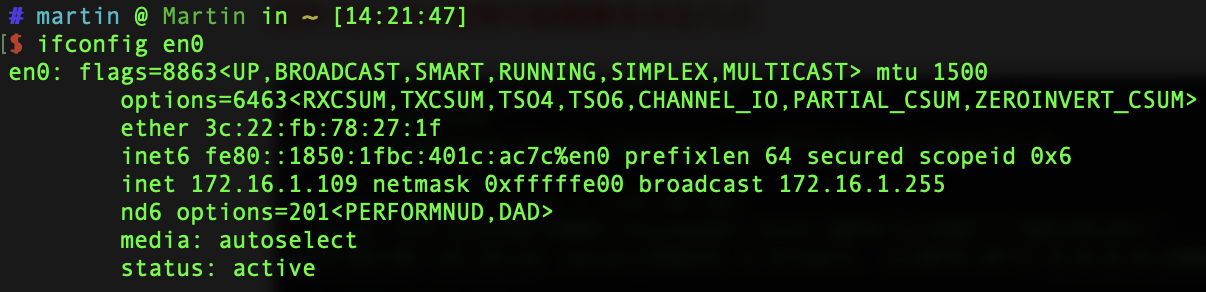 # martin @ Martin in ~ [14:21:47]
[$ ifconfig en0
en0: flags=8863<UP,BROADCAST,SMART,RUNNING,SIMPLEX,MULTICAST> mtu 1500
options=6463<RXCSUM,TXCSUM,TSO4,TSO6,CHANNEL_IO,PARTIAL_CSUM,ZEROINVERT_CSUM>
ether 3c:22:fb:78:27:1f
inet6 fe80::1850:1fbc:401c:ac7c%en0 prefixlen 64 secured scopeid 0x6
inet 172.16.1.109 netmask 0xfffffe00 broadcast 172.16.1.255
nd6 options=201<PERFORMNUD,DAD>
media: autoselect
status: active